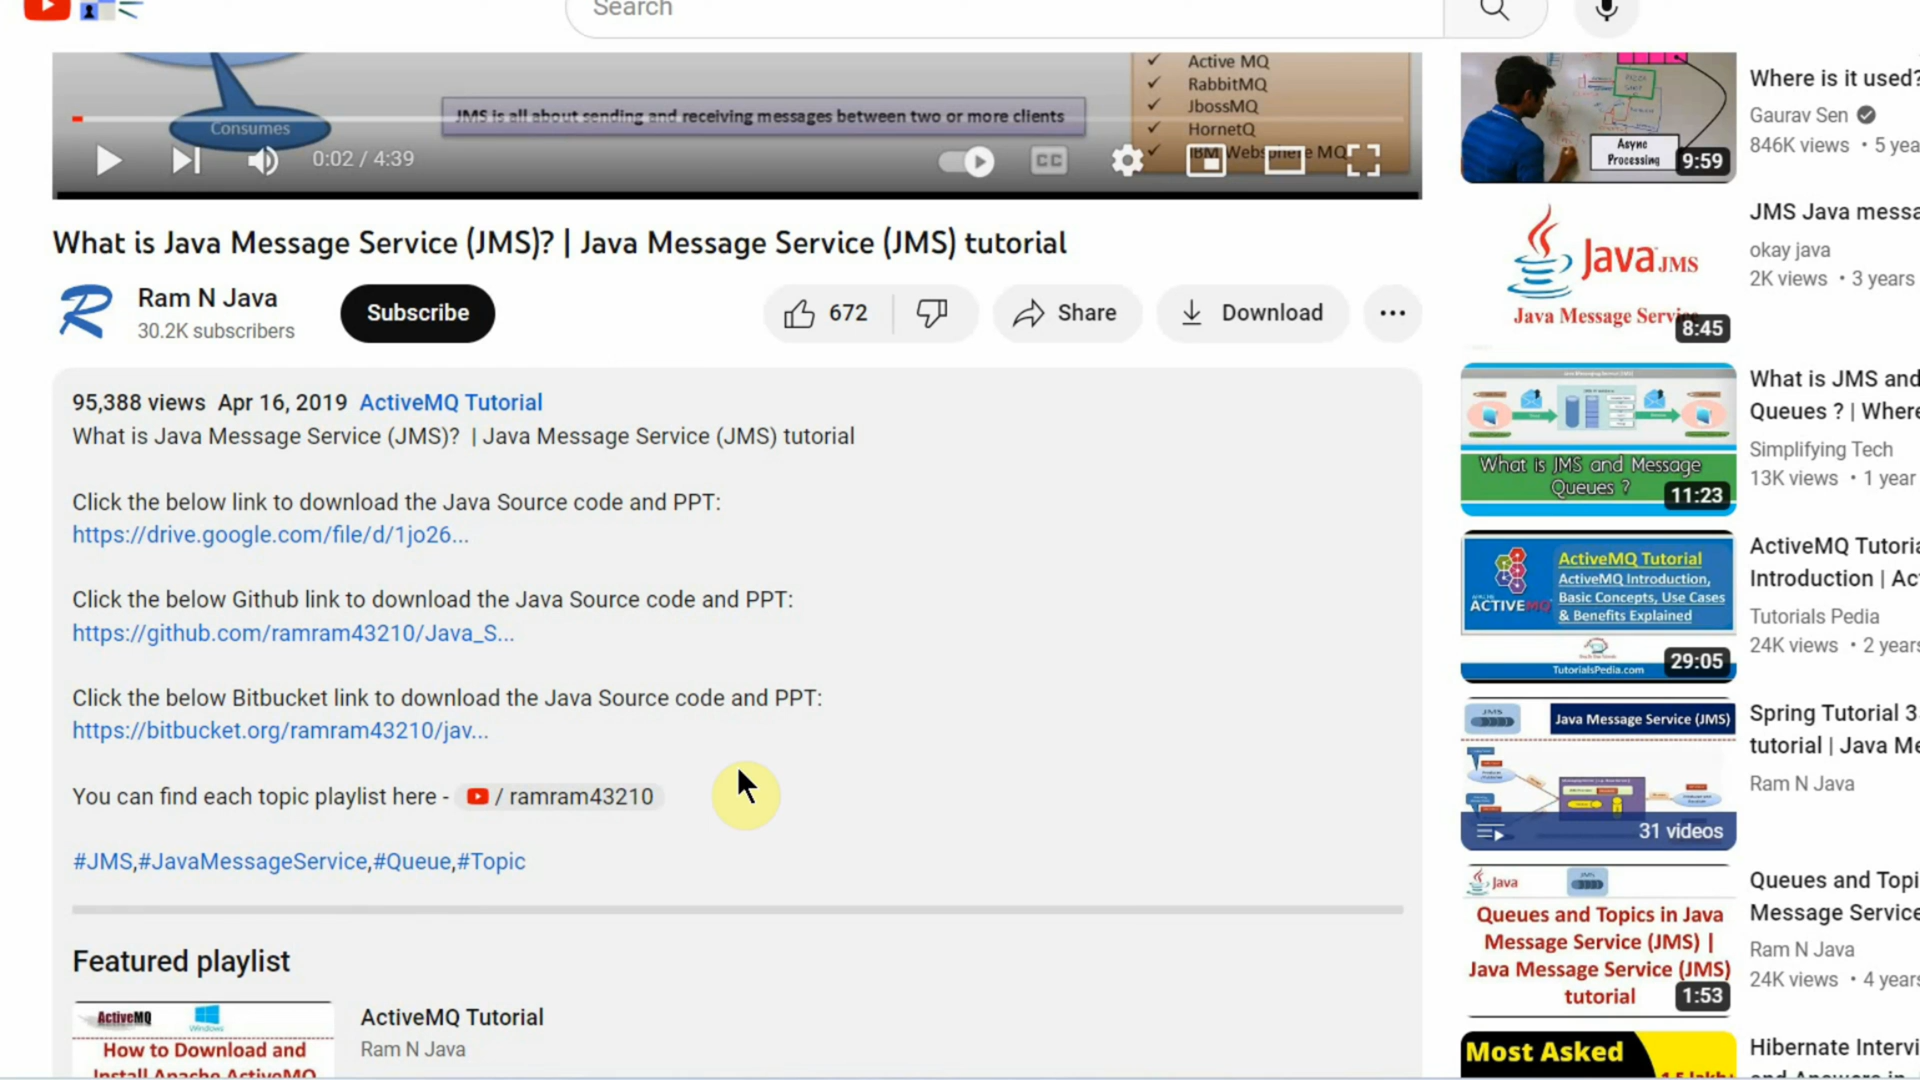 Search
Consumes
JMS is all about sending and receiving messages between two or more clients
Active MQ
RabbitMQ
JbossMQ
HornetQ
IBM Websphere MQ
0:02 / 4:39
CC
What is Java Message Service (JMS)? | Java Message Service (JMS) tutorial
Ram N Java
30.2K subscribers
Subscribe
672
Share
Download
95,388 views Apr 16, 2019 ActiveMQ Tutorial
What is Java Message Service (JMS)? | Java Message Service (JMS) tutorial
Click the below link to download the Java Source code and PPT:
https://drive.google.com/file/d/1jo26...
Click the below Github link to download the Java Source code and PPT:
https://github.com/ramram43210/Java_S...
Click the below Bitbucket link to download the Java Source code and PPT:
https://bitbucket.org/ramram43210/jav...
You can find each topic playlist here - / ramram43210
#JMS,#JavaMessageService,#Queue,#Topic
Featured playlist
ActiveMQ
Windows
How to Download and
Install Apache ActiveMQ
ActiveMQ Tutorial
Ram N Java
Async
Processing
9:59
Where is it used?
Gaurav Sen
846K views • 5 yea
Java JMS
Java Message Service
8:45
JMS Java messa
okay java
2K views • 3 years
What is JMS and Message
Queues ?
11:23
What is JMS and
Queues ? | Where
Simplifying Tech
13K views • 1 year
ActiveMQ Tutorial
ActiveMQ Introduction,
Basic Concepts, Use Cases
& Benefits Explained
ACTIVEMQ
TutorialsPedia.com
29:05
ActiveMQ Tutoria
Introduction | Ac
Tutorials Pedia
24K views • 2 years
JMS
Java Message Service (JMS)
31 videos
Spring Tutorial 3
tutorial | Java Me
Ram N Java
Java
JMS
Queues and Topics in Java
Message Service (JMS) |
Java Message Service (JMS)
tutorial
1:53
Queues and Topi
Message Service
Ram N Java
24K views • 4 years
Most Asked
Hibernate Intervi